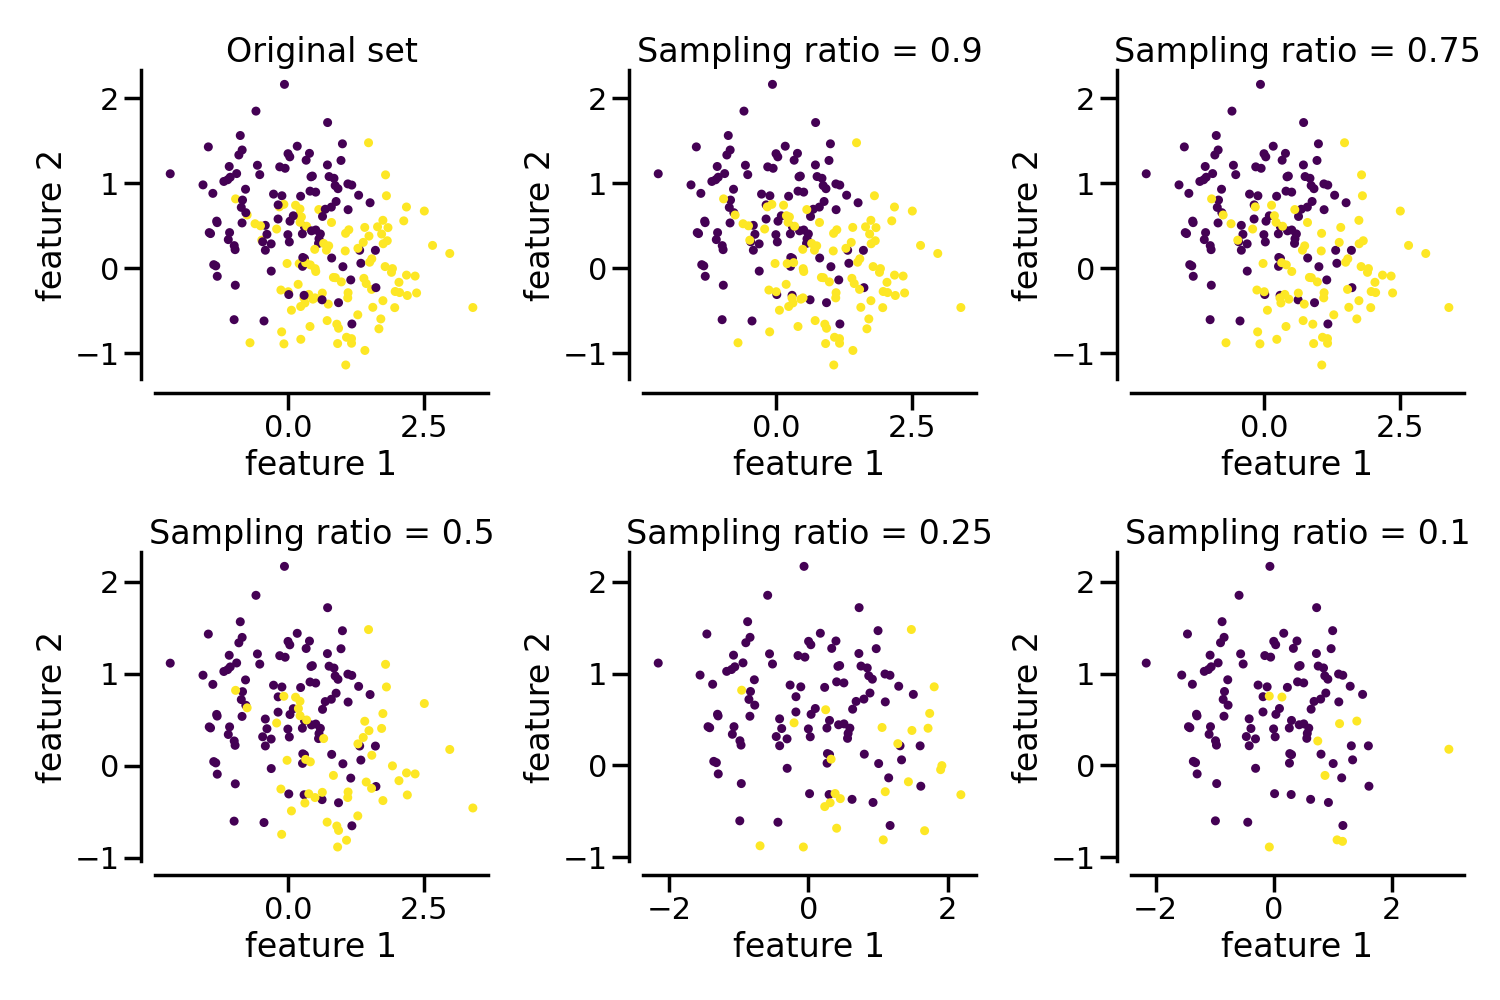 Original set
Sampling ratio = 0.9
Sampling ratio = 0.75
feature 2
2
1
0
−1
0.0
2.5
feature 1
feature 2
2
1
0
−1
0.0
2.5
feature 1
feature 2
2
1
0
−1
0.0
2.5
feature 1
Sampling ratio = 0.5
Sampling ratio = 0.25
Sampling ratio = 0.1
feature 2
2
1
0
−1
0.0
2.5
feature 1
feature 2
2
1
0
−1
−2
0
2
feature 1
feature 2
2
1
0
−1
−2
0
2
feature 1